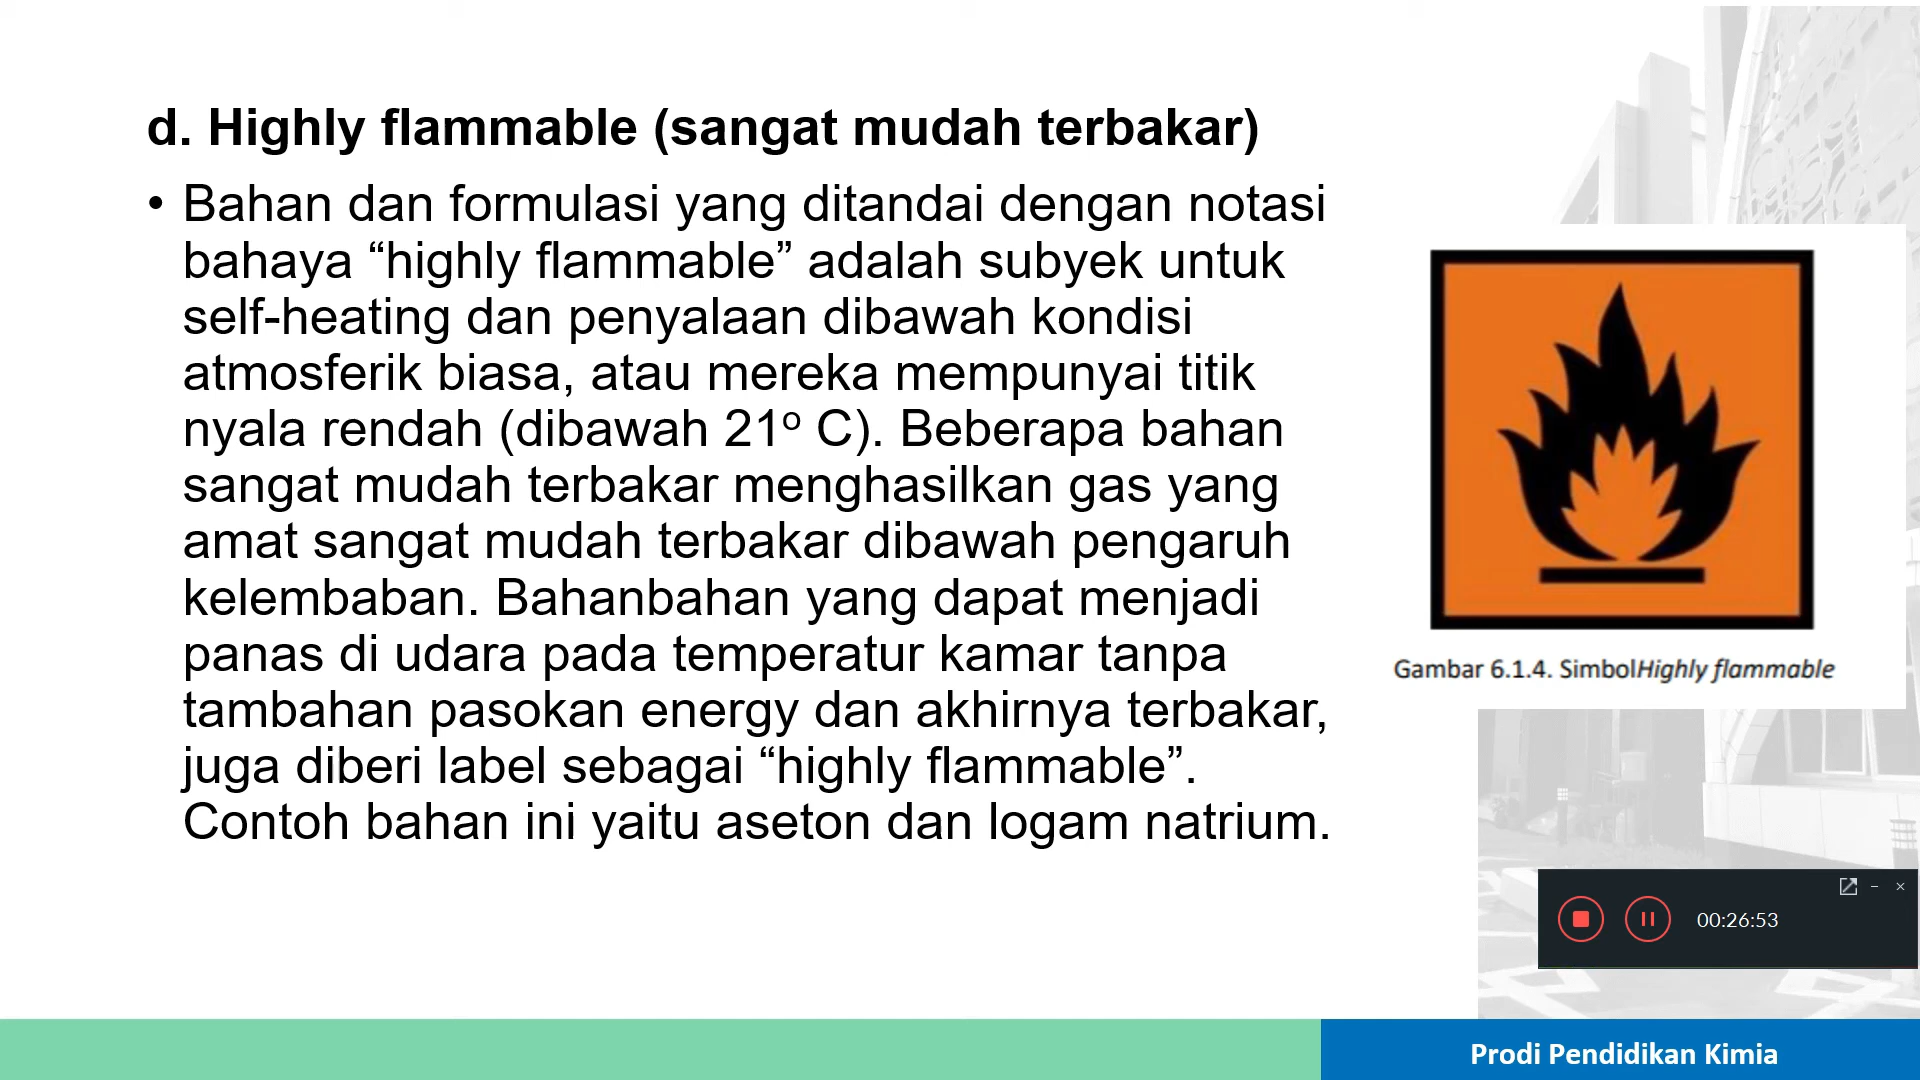 d. Highly flammable (sangat mudah terbakar)
• Bahan dan formulasi yang ditandai dengan notasi
bahaya “highly flammable” adalah subyek untuk
self-heating dan penyalaan dibawah kondisi
atmosferik biasa, atau mereka mempunyai titik
nyala rendah (dibawah 21º C). Beberapa bahan
sangat mudah terbakar menghasilkan gas yang
amat sangat mudah terbakar dibawah pengaruh
kelembaban. Bahanbahan yang dapat menjadi
panas di udara pada temperatur kamar tanpa
tambahan pasokan energy dan akhirnya terbakar,
juga diberi label sebagai “highly flammable”.
Contoh bahan ini yaitu aseton dan logam natrium.
Gambar 6.1.4. SimbolHighly flammable
00:26:53
Prodi Pendidikan Kimia